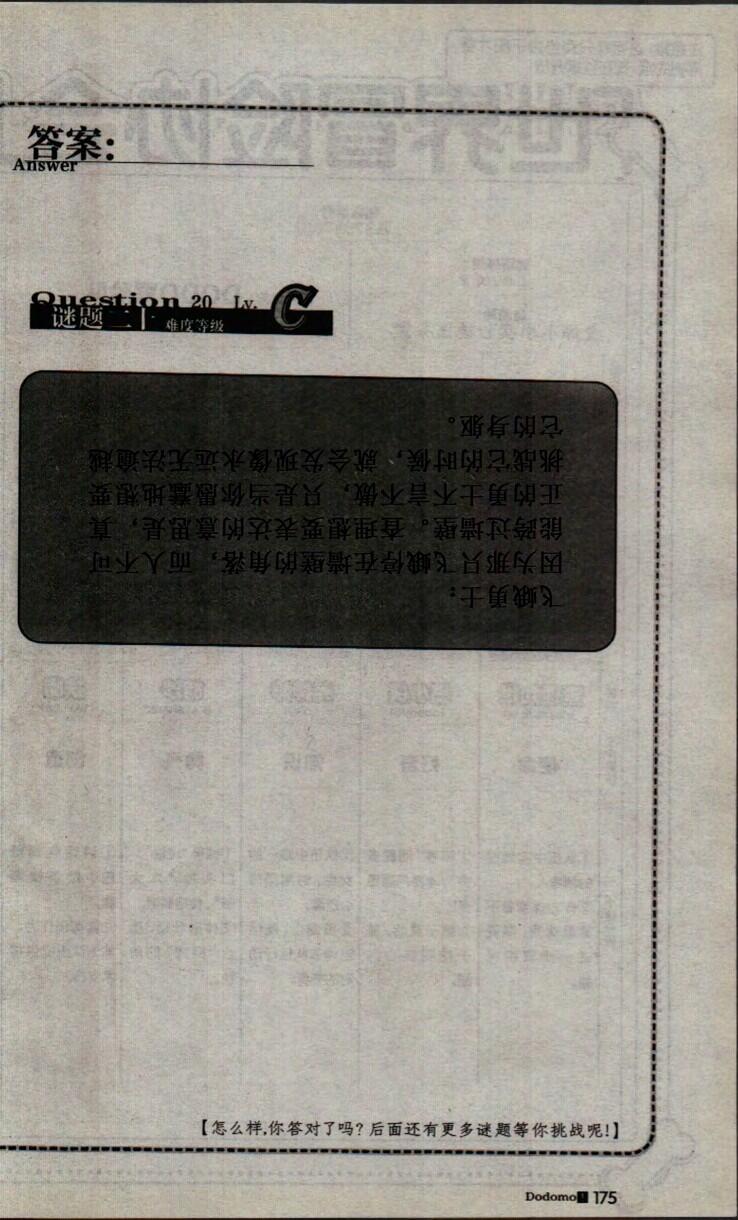 答案:
Answer
Question 20 Lv. C
谜题二十 难度等级
飞蛾勇士：
因为那只飞蛾停在墙壁的角落，而人不可
能跨过墙壁。查理想要表达的意思是，真
正的勇士不言不傲，只是当你愚蠢地想要
挑战它的时候，就会发现像永远无法逾越
它的身躯。
【怎么样,你答对了吗? 后面还有更多谜题等你挑战呢!】
Dodomo 175